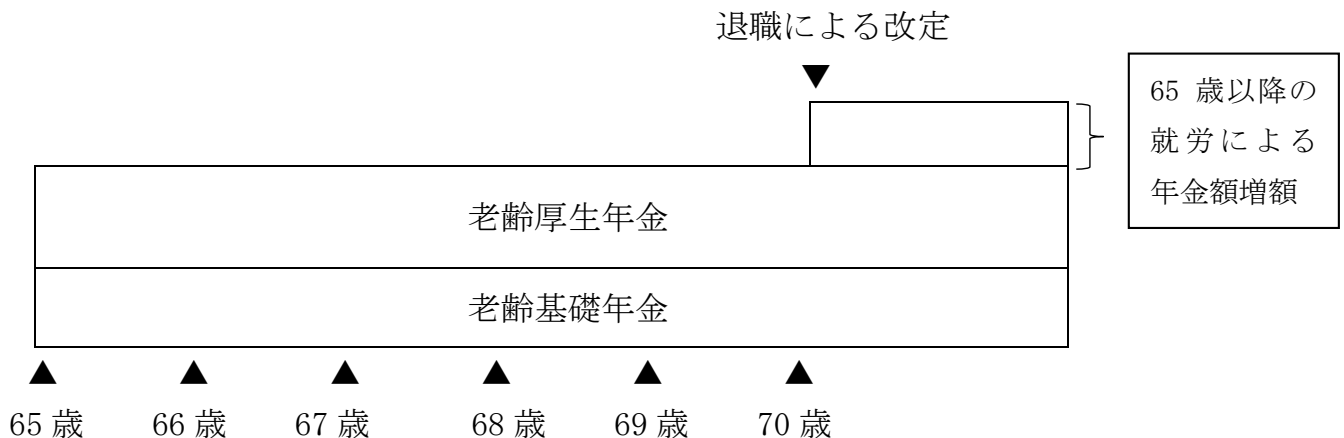 退職による改定
▼
65 歳以降の
就労による
年金額増額
老齢厚生年金
老齢基礎年金
▲ ▲ ▲ ▲ ▲ ▲
65 歳 66 歳 67 歳 68 歳 69 歳 70 歳